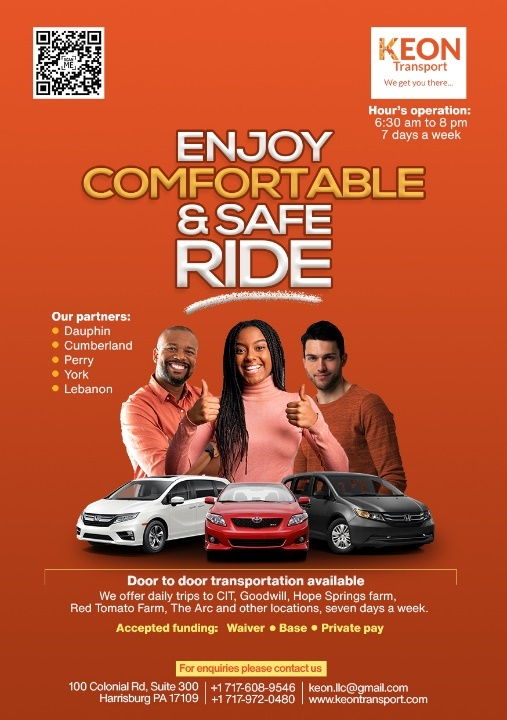 SCAN
ME
KEON
Transport
We get you there...
Hour's operation:
6:30 am to 8 pm
7 days a week
ENJOY
COMFORTABLE
& SAFE
RIDE
Our partners:
Dauphin
Cumberland
Perry
York
Lebanon
Door to door transportation available
We offer daily trips to CIT, Goodwill, Hope Springs farm,
Red Tomato Farm, The Arc and other locations, seven days a week.
Accepted funding: Waiver • Base • Private pay
For enquiries please contact us
100 Colonial Rd, Suite 300
Harrisburg PA 17109
+1 717-608-9546
+1 717-972-0480
keon.llc@gmail.com
www.keontransport.com